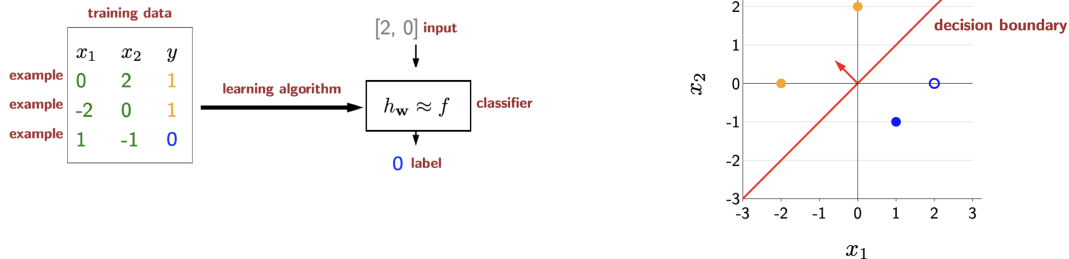 training data
x₁ x₂ y
example 0 2 1
example -2 0 1
example 1 -1 0
learning algorithm
[2, 0] input
h_w ≈ f classifier
0 label
decision boundary
x₂
2
1
0
-1
-2
-3
-3 -2 -1 0 1 2 3
x₁